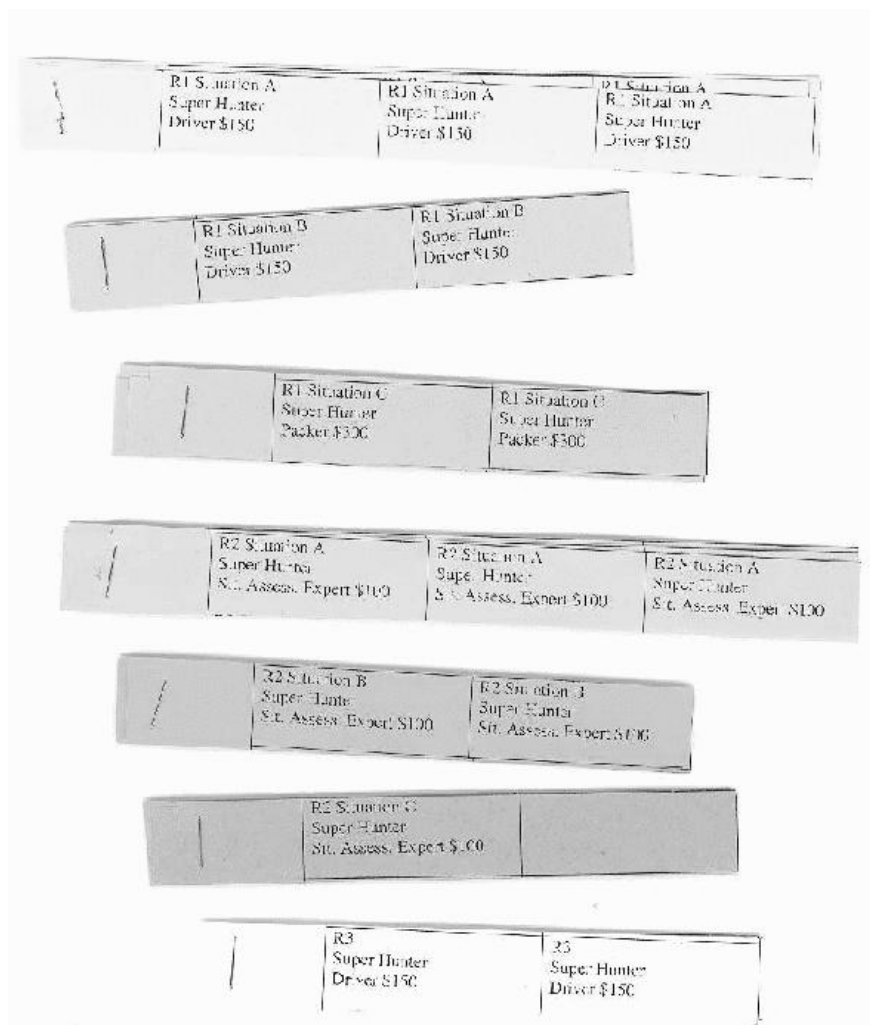 R1 Situation A
Super Hunter
Driver $150
R1 Situation A
Super Hunter
Driver $150
R1 Situation A
R1 Situation A
Super Hunter
Driver $150
R1 Situation B
Super Hunter
Driver $150
R1 Situation B
Super Hunter
Driver $150
R1 Situation C
Super Hunter
Packer $300
R1 Situation C
Super Hunter
Packer $300
R2 Situation A
Super Hunter
Sit. Assess. Expert $100
R2 Situation A
Super Hunter
Sit. Assess. Expert $100
R2 Situation A
Super Hunter
Sit. Assess. Expert $100
R2 Situation B
Super Hunter
Sit. Assess. Expert $100
R2 Situation B
Super Hunter
Sit. Assess. Expert $100
R2 Situation C
Super Hunter
Sit. Assess. Expert $100
R3
Super Hunter
Driver $150
R3
Super Hunter
Driver $150